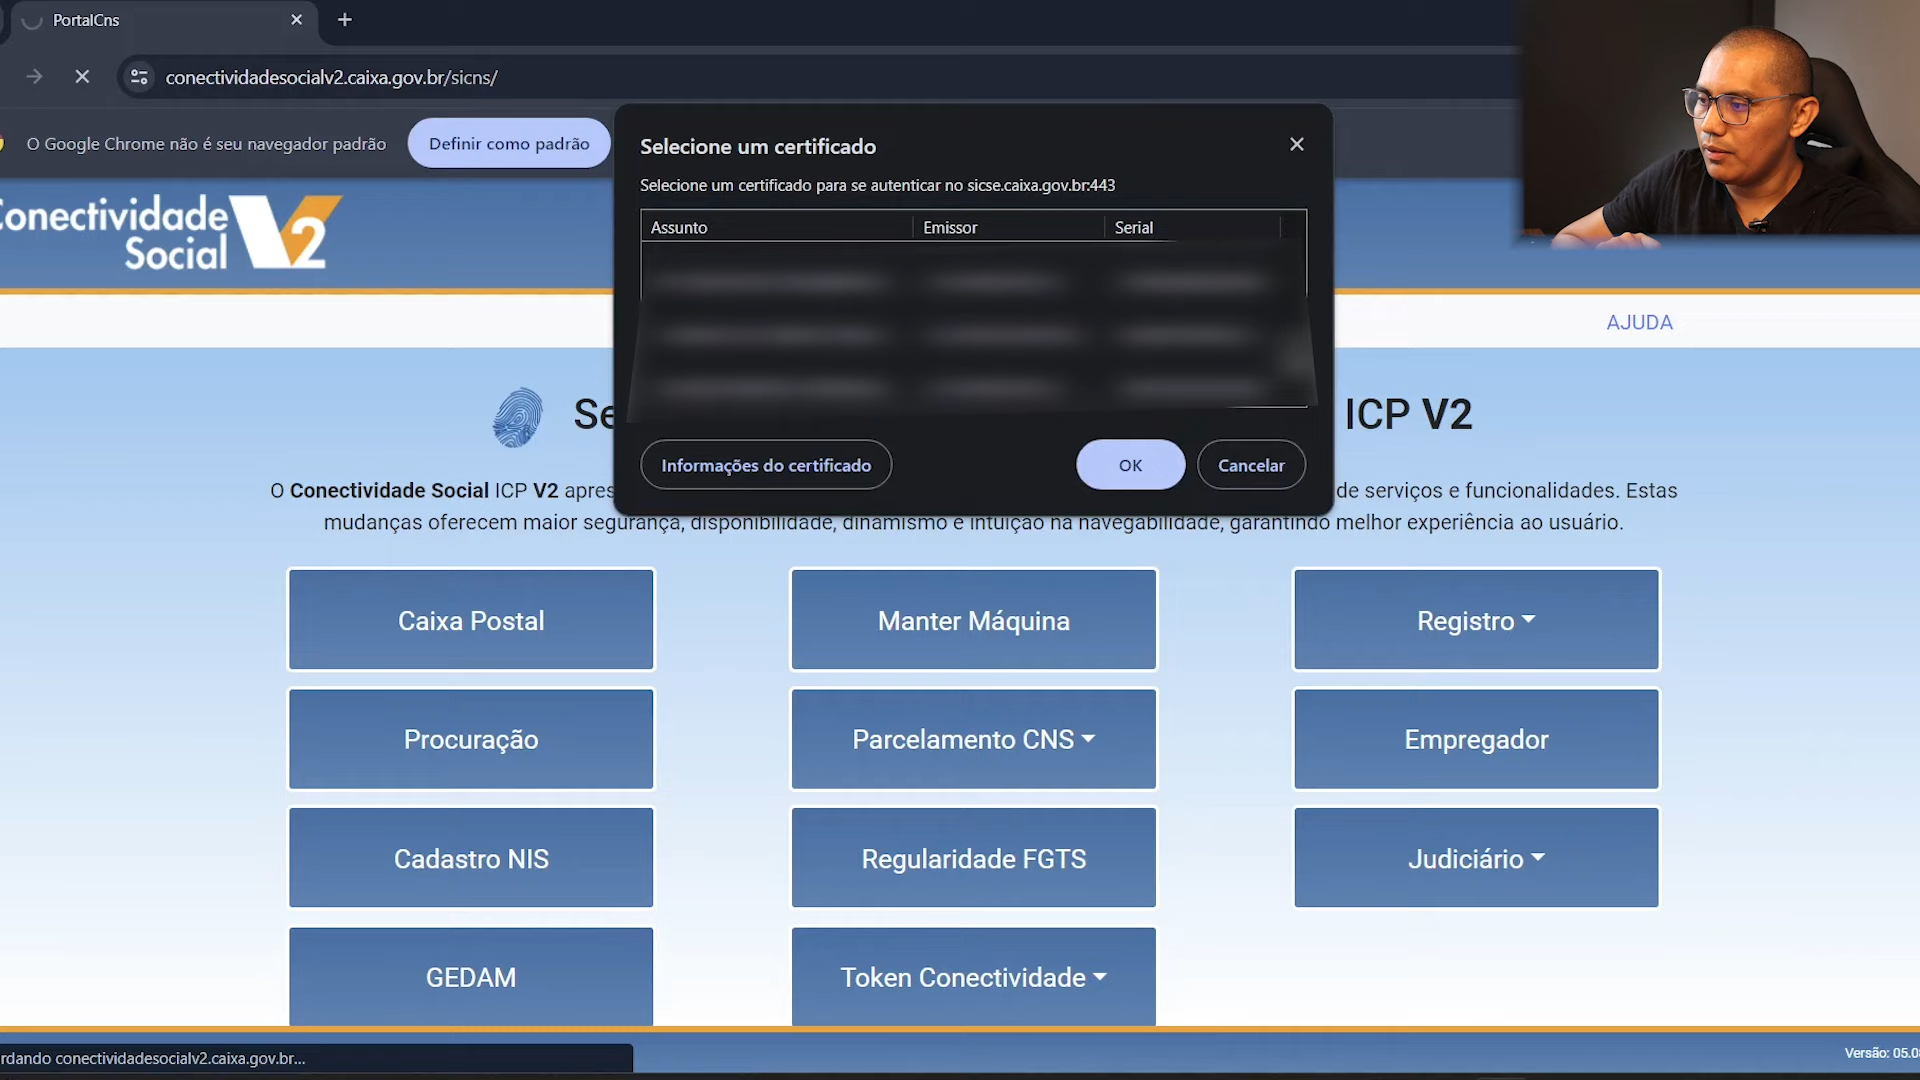 PortalCns
conectividadesocialv2.caixa.gov.br/sicns/
O Google Chrome não é seu navegador padrão
Definir como padrão
Selecione um certificado
Selecione um certificado para se autenticar no sicse.caixa.gov.br:443
Assunto Emissor Serial
Informações do certificado OK Cancelar
onectividade
Social V2
AJUDA
Se ICP V2
O Conectividade Social ICP V2 apres de serviços e funcionalidades. Estas
mudanças oferecem maior segurança, disponibilidade, dinamismo e intuição na navegabilidade, garantindo melhor experiência ao usuário.
Caixa Postal Manter Máquina Registro
Procuração Parcelamento CNS Empregador
Cadastro NIS Regularidade FGTS Judiciário
GEDAM Token Conectividade
rdando conectividadesocialv2.caixa.gov.br...
Versão: 05.0